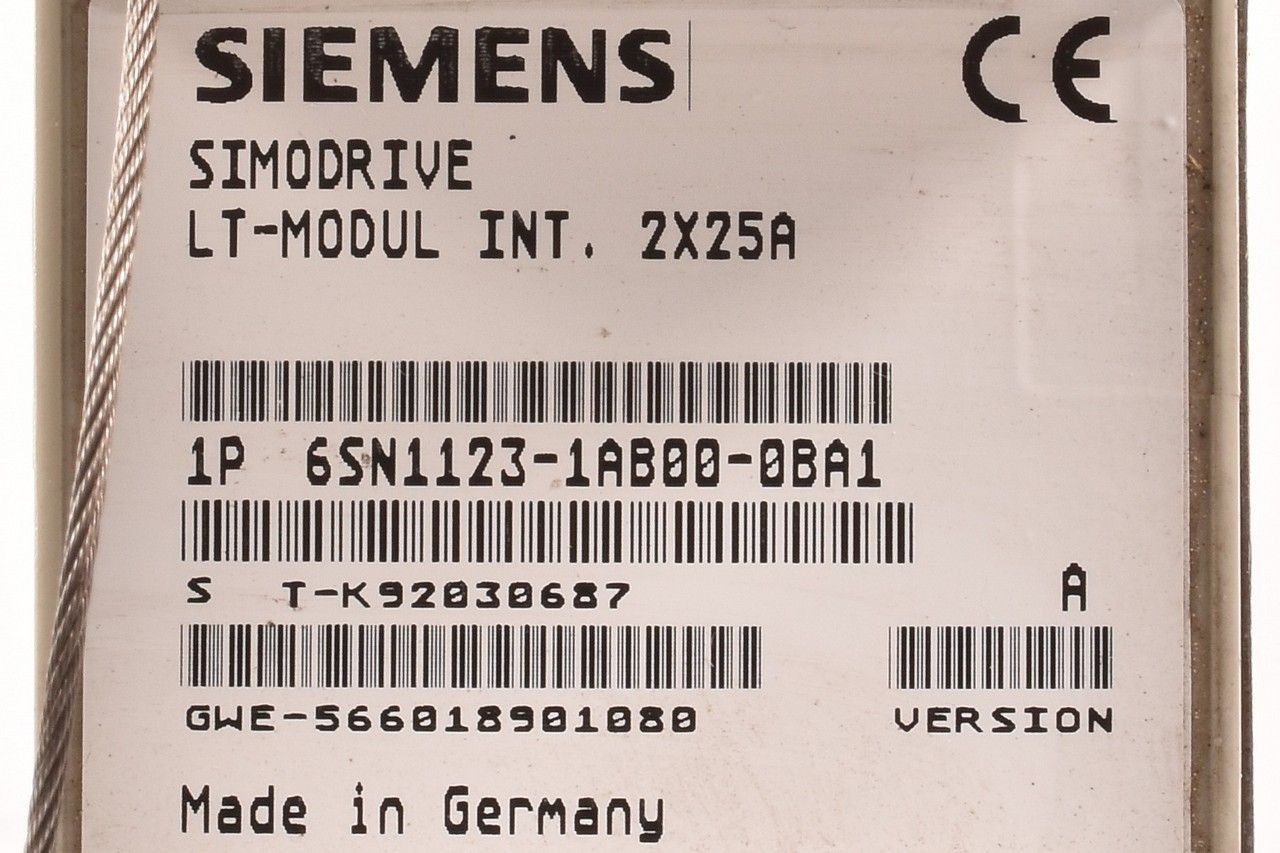 SIEMENS CE
SIMODRIVE
LT-MODUL INT. 2X25A
1P 6SN1123-1AB00-0BA1
S T-K92030687 A
GWE-566018901080 VERSION
Made in Germany